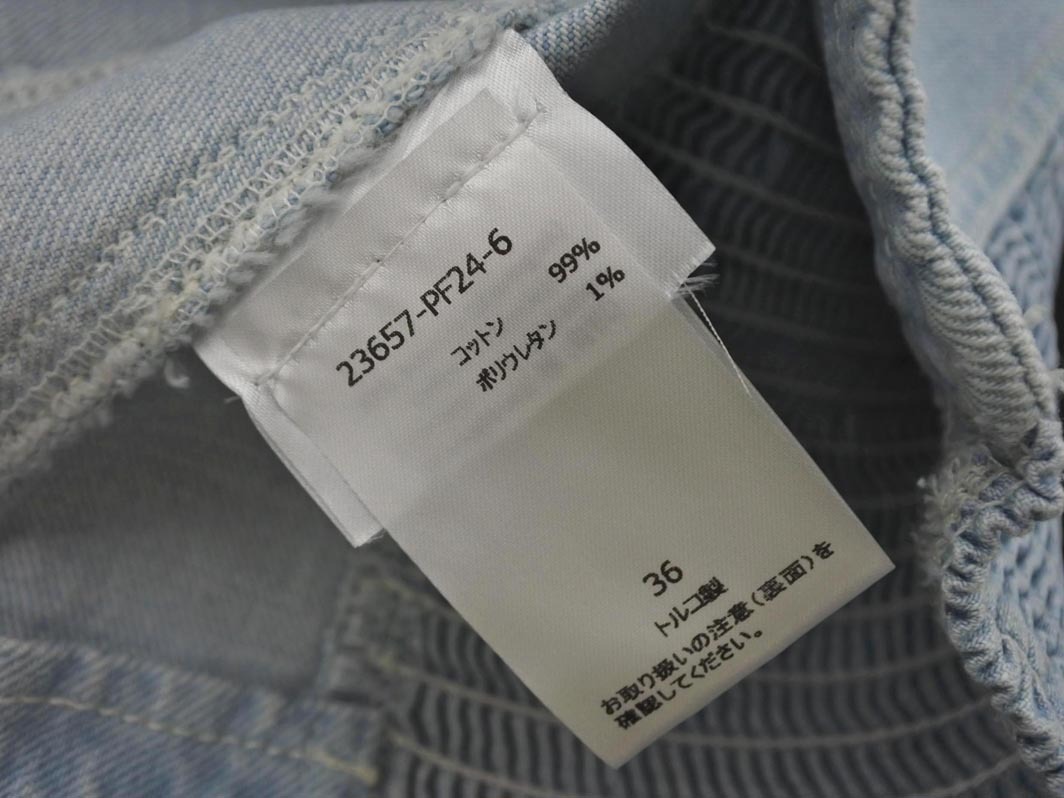 23657-PF24-6
コットン 99%
ポリウレタン 1%
36
トルコ製
お取り扱いの注意(裏面)を
確認してください。